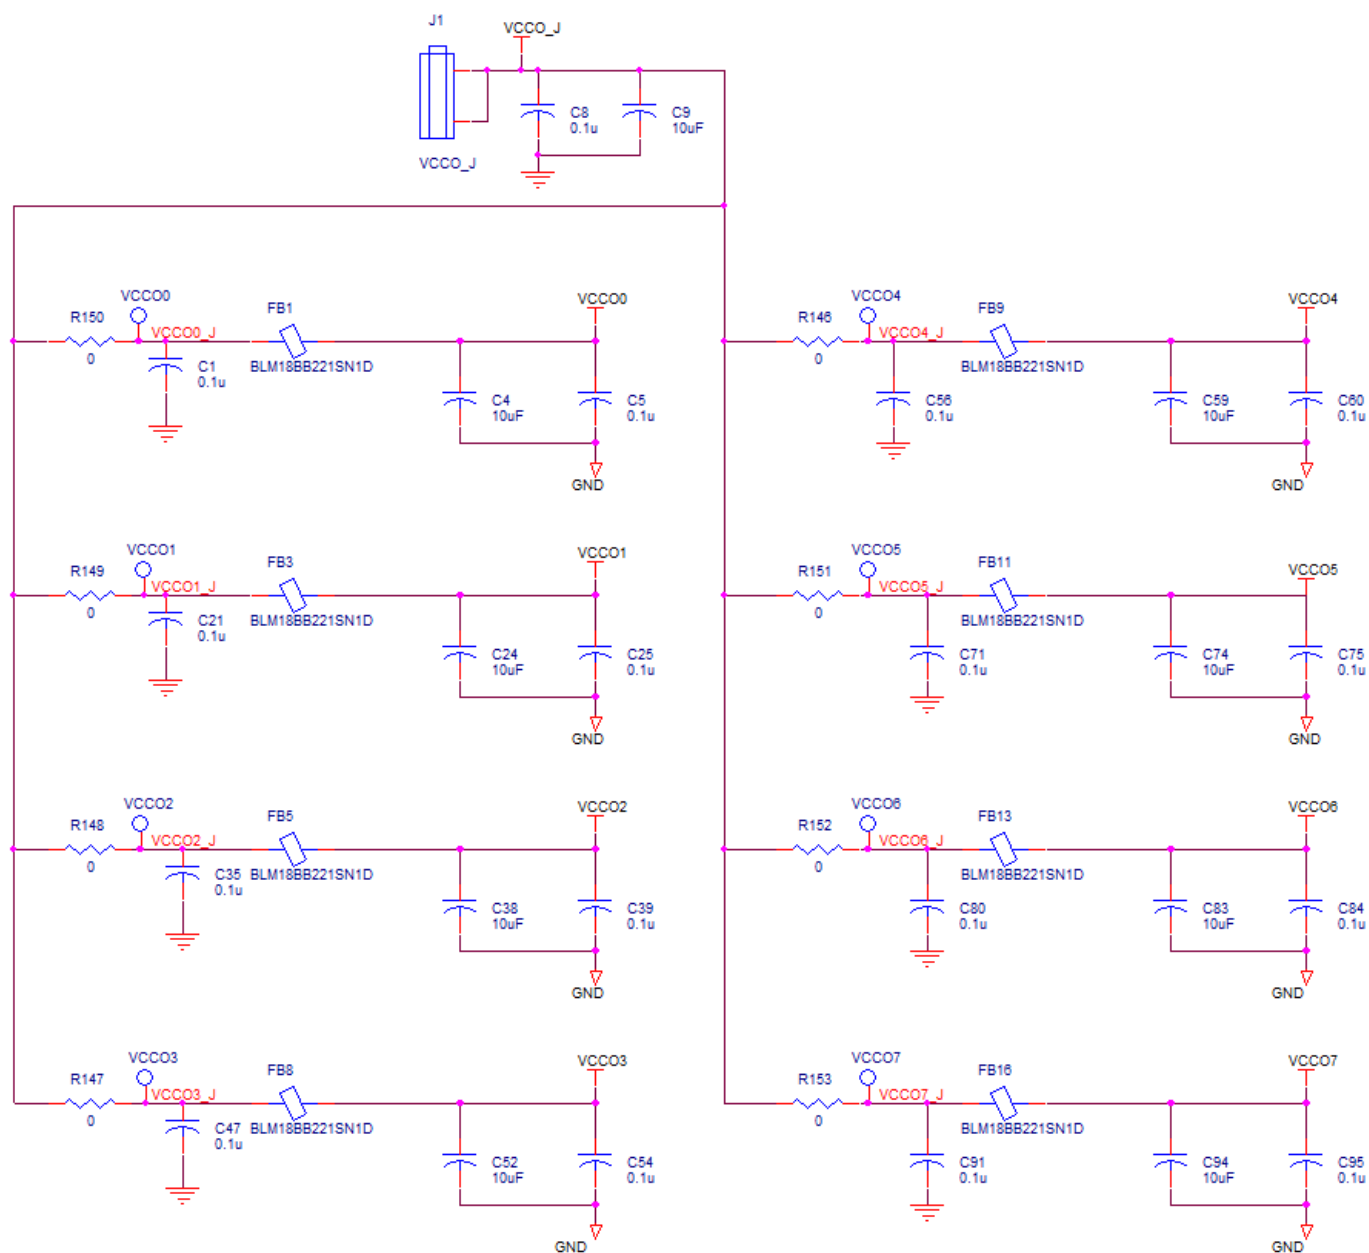 J1
VCCO_J
C8
0.1u
C9
10uF
VCCO_J
R150
0
VCCO0
VCCO0_J
C1
0.1u
FB1
BLM18BB221SN1D
VCCO0
C4
10uF
C5
0.1u
GND
R146
0
VCCO4
VCCO4_J
C56
0.1u
FB9
BLM18BB221SN1D
VCCO4
C59
10uF
C60
0.1u
GND
R149
0
VCCO1
VCCO1_J
C21
0.1u
FB3
BLM18BB221SN1D
VCCO1
C24
10uF
C25
0.1u
GND
R151
0
VCCO5
VCCO5_J
C71
0.1u
FB11
BLM18BB221SN1D
VCCO5
C74
10uF
C75
0.1u
GND
R148
0
VCCO2
VCCO2_J
C35
0.1u
FB5
BLM18BB221SN1D
VCCO2
C38
10uF
C39
0.1u
GND
R152
0
VCCO6
VCCO6_J
C80
0.1u
FB13
BLM18BB221SN1D
VCCO6
C83
10uF
C84
0.1u
GND
R147
0
VCCO3
VCCO3_J
C47
0.1u
FB8
BLM18BB221SN1D
VCCO3
C52
10uF
C54
0.1u
GND
R153
0
VCCO7
VCCO7_J
C91
0.1u
FB16
BLM18BB221SN1D
VCCO7
C94
10uF
C95
0.1u
GND